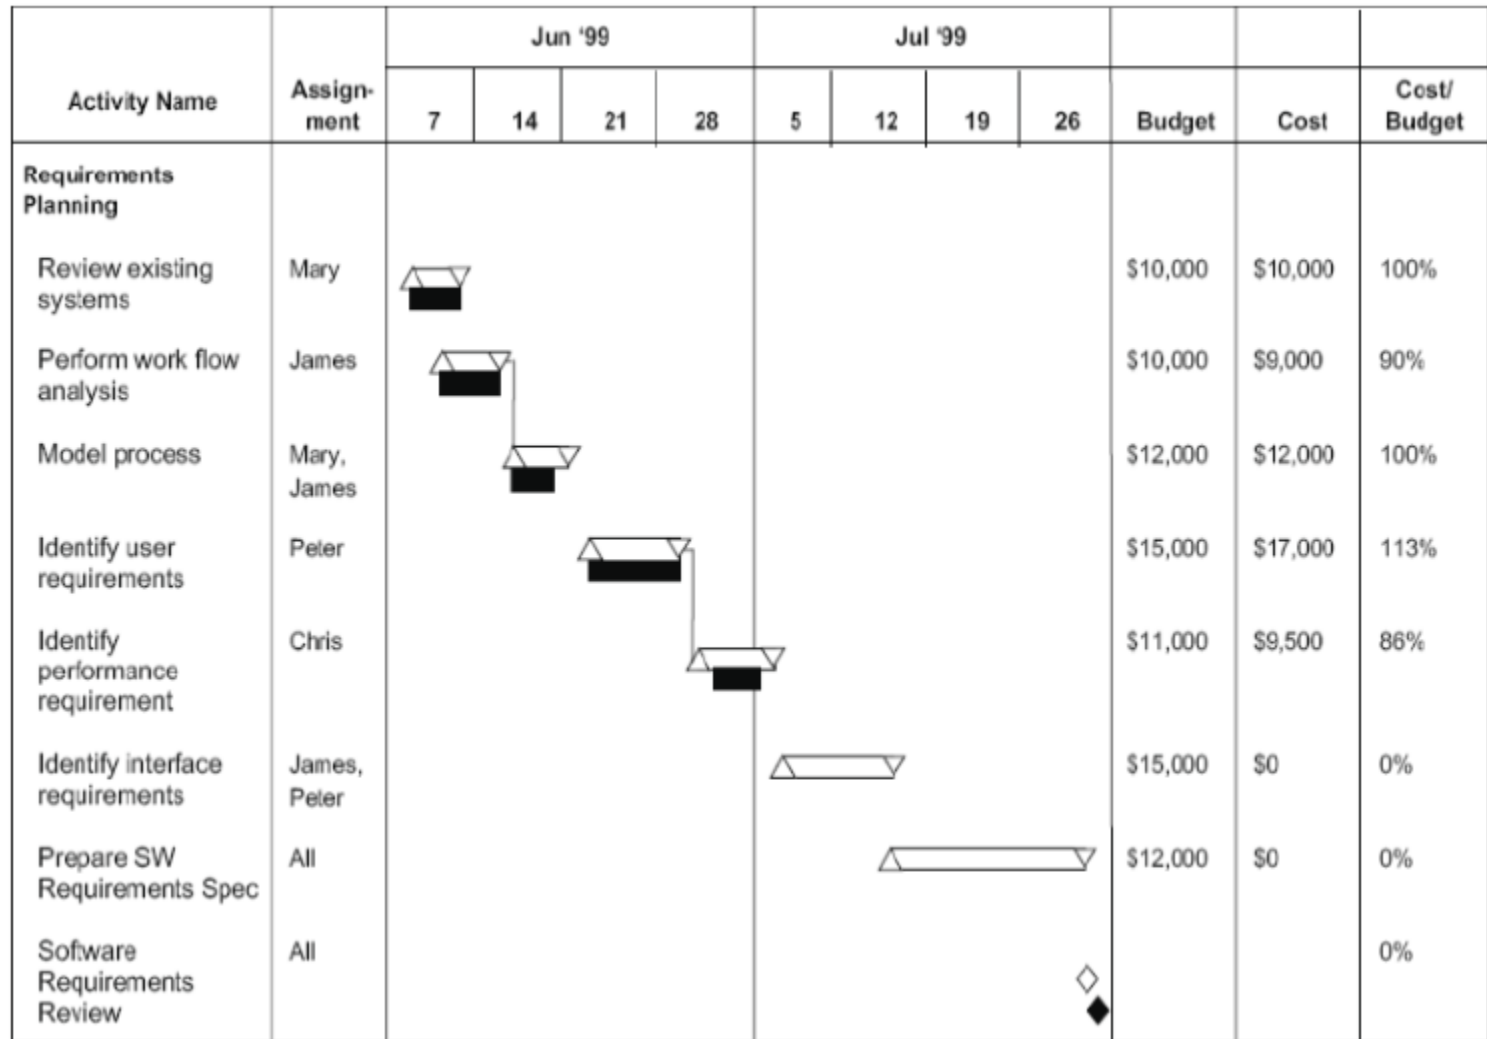 Jun '99 Jul '99
Activity Name Assign- Cost/
ment 7 14 21 28 5 12 19 26 Budget Cost Budget
Requirements
Planning
Review existing Mary $10,000 $10,000 100%
systems
Perform work flow James $10,000 $9,000 90%
analysis
Model process Mary, $12,000 $12,000 100%
James
Identify user Peter $15,000 $17,000 113%
requirements
Identify Chris $11,000 $9,500 86%
performance
requirement
Identify interface James, $15,000 $0 0%
requirements Peter
Prepare SW All $12,000 $0 0%
Requirements Spec
Software All 0%
Requirements
Review